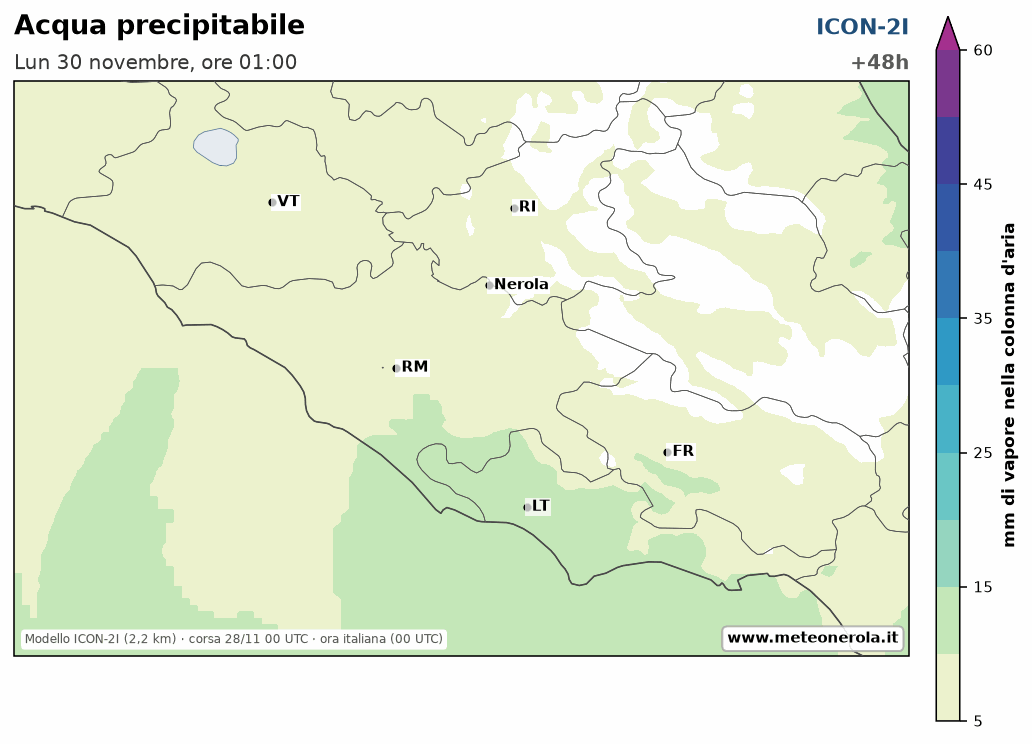 Acqua precipitabile
ICON-2I
Lun 30 novembre, ore 01:00
+48h
60
45
35
25
15
5
mm di vapore nella colonna d'aria
VT
RI
Nerola
RM
FR
LT
Modello ICON-2I (2,2 km) · corsa 28/11 00 UTC · ora italiana (00 UTC)
www.meteonerola.it